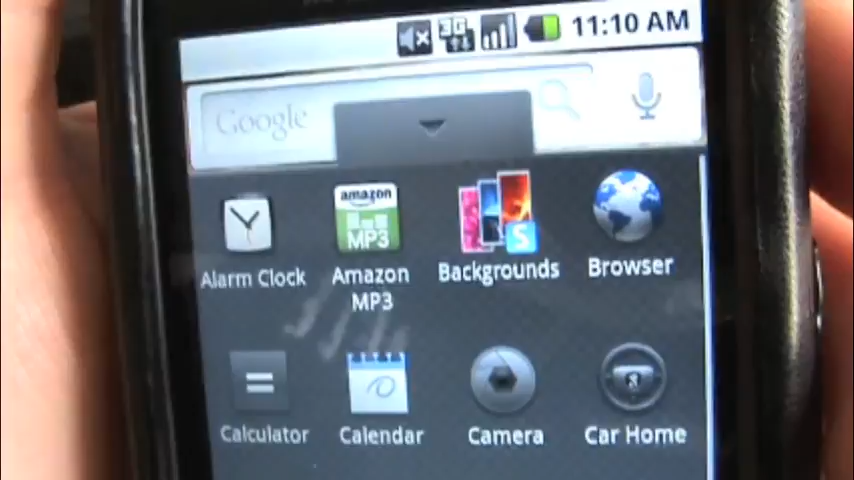 3G 11:10 AM
Google
amazon
MP3
S
Alarm Clock Amazon MP3 Backgrounds Browser
Calculator Calendar Camera Car Home